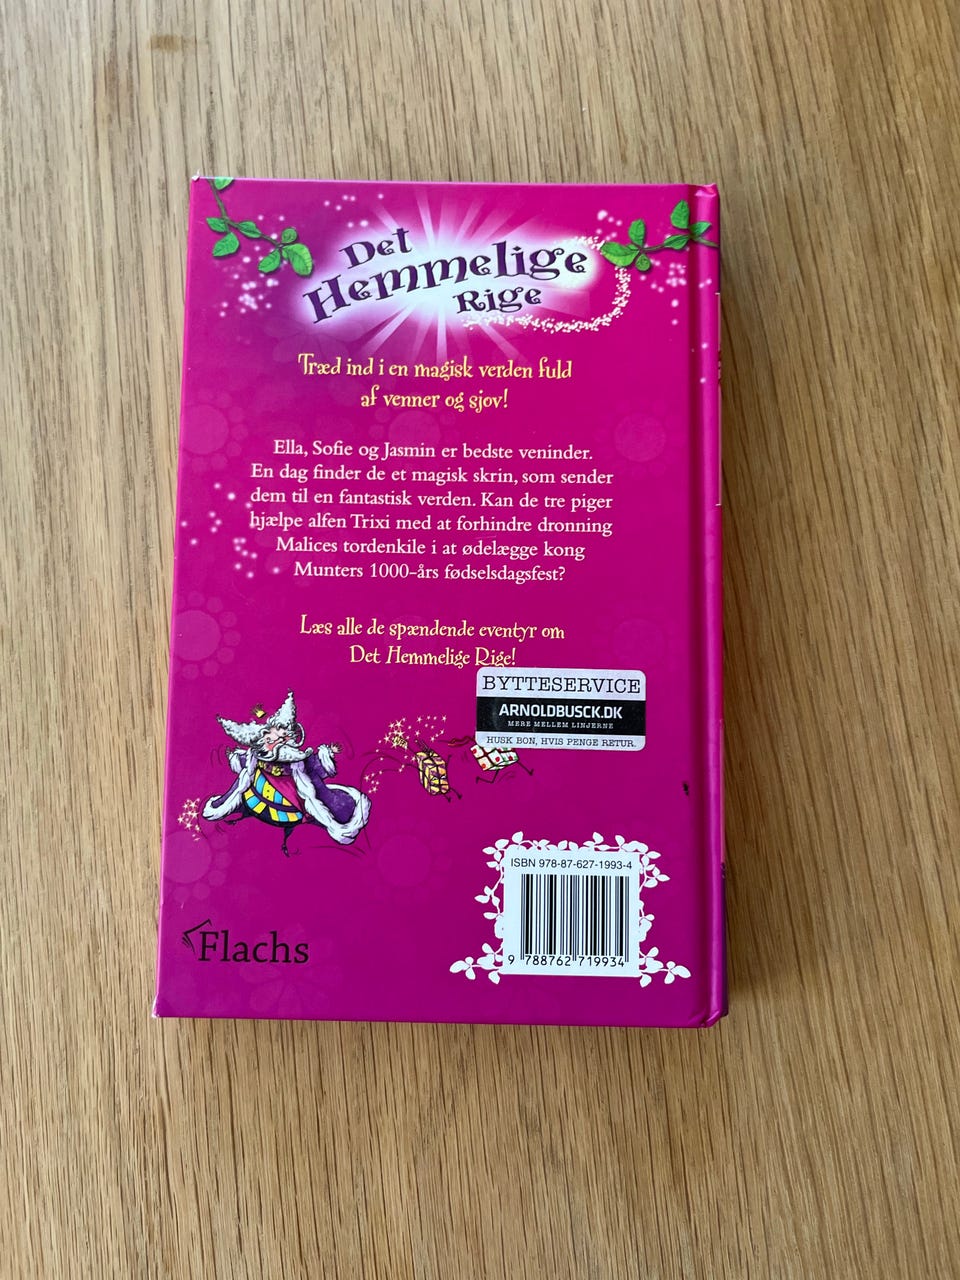 Det
Hemmelige
Rige
Træd ind i en magisk verden fuld
af venner og sjov!
Ella, Sofie og Jasmin er bedste veninder.
En dag finder de et magisk skrin, som sender
dem til en fantastisk verden. Kan de tre piger
hjælpe alfen Trixi med at forhindre dronning
Malices tordenkile i at ødelægge kong
Munters 1000-års fødselsdagsfest?
Læs alle de spændende eventyr om
Det Hemmelige Rige!
BYTTESERVICE
ARNOLDBUSCK.DK
MERE MELLEM LINJERNE
HUSK BON, HVIS PENGE RETUR.
ISBN 978-87-627-1993-4
9 788762 719934
Flachs